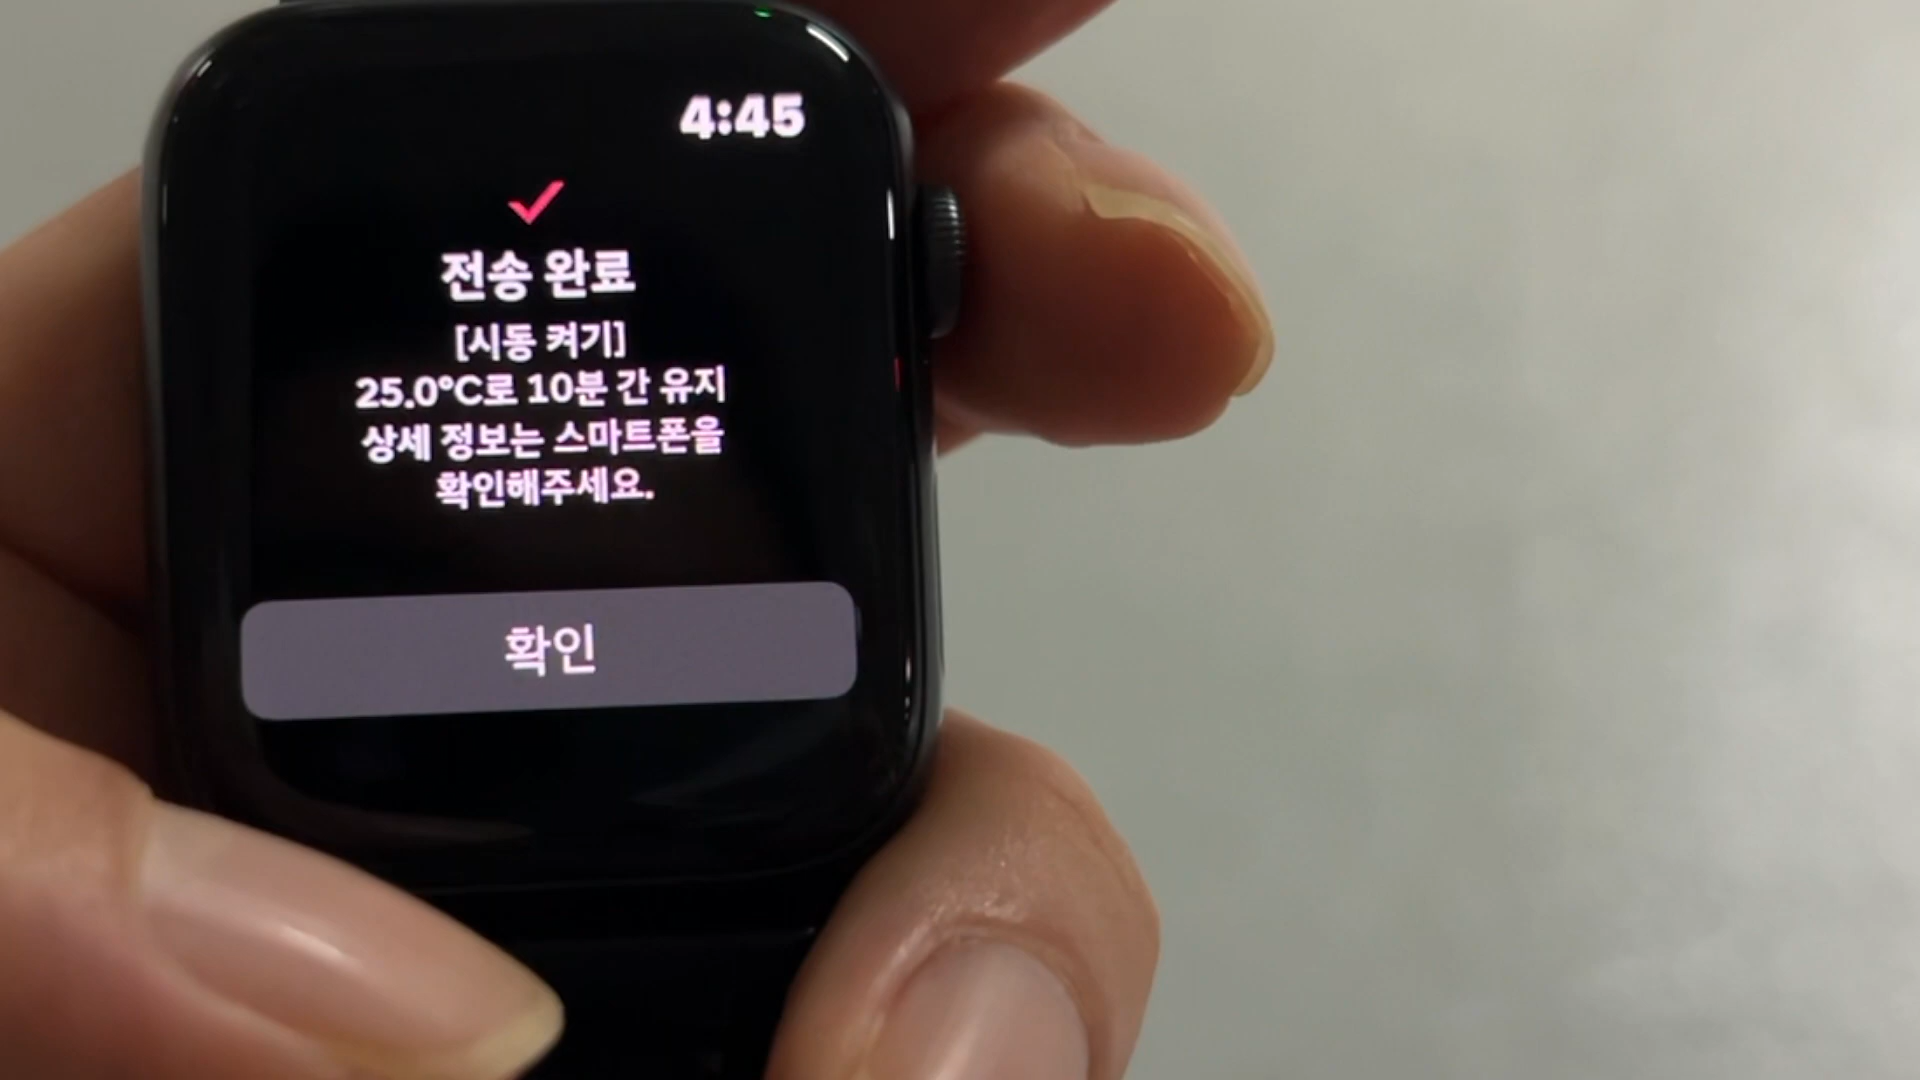 4:45
전송 완료
[시동 켜기]
25.0°C로 10분 간 유지
상세 정보는 스마트폰을
확인해주세요.
확인